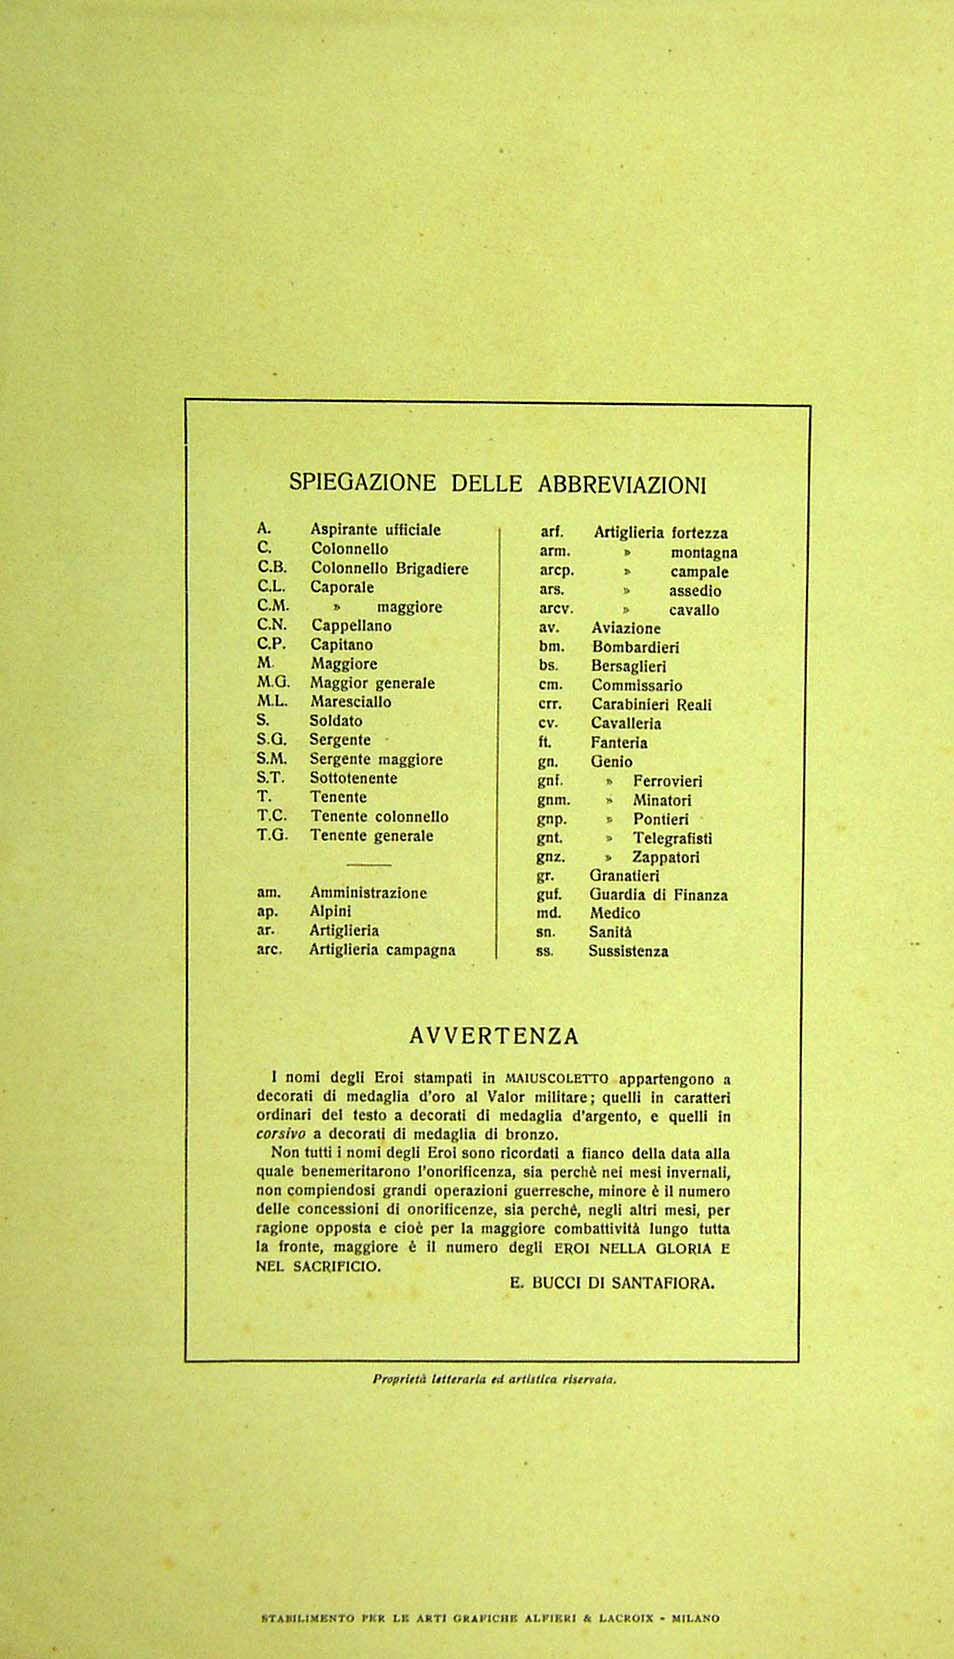 SPIEGAZIONE DELLE ABBREVIAZIONI
A. Aspirante ufficiale
C. Colonnello
C.B. Colonnello Brigadiere
C.L. Caporale
C.M. » maggiore
C.N. Cappellano
C.P. Capitano
M. Maggiore
M.G. Maggior generale
M.L. Maresciallo
S. Soldato
S.G. Sergente
S.M. Sergente maggiore
S.T. Sottotenente
T. Tenente
T.C. Tenente colonnello
T.G. Tenente generale
am. Amministrazione
ap. Alpini
ar. Artiglieria
arc. Artiglieria campagna
arf. Artiglieria fortezza
arm. » montagna
arcp. » campale
ars. » assedio
arcv. » cavallo
av. Aviazione
bm. Bombardieri
bs. Bersaglieri
cm. Commissario
crr. Carabinieri Reali
cv. Cavalleria
ft. Fanteria
gn. Genio
gnf. » Ferrovieri
gnm. » Minatori
gnp. » Pontieri
gnt. » Telegrafisti
gnz. » Zappatori
gr. Granatieri
guf. Guardia di Finanza
md. Medico
sn. Sanità
ss. Sussistenza
AVVERTENZA
I nomi degli Eroi stampati in MAIUSCOLETTO appartengono a
decorati di medaglia d'oro al Valor militare; quelli in caratteri
ordinari del testo a decorati di medaglia d'argento, e quelli in
corsivo a decorati di medaglia di bronzo.
Non tutti i nomi degli Eroi sono ricordati a fianco della data alla
quale benemeritarono l'onorificenza, sia perchè nei mesi invernali,
non compiendosi grandi operazioni guerresche, minore è il numero
delle concessioni di onorificenze, sia perchè, negli altri mesi, per
ragione opposta e cioè per la maggiore combattività lungo tutta
la fronte, maggiore è il numero degli EROI NELLA GLORIA E
NEL SACRIFICIO.
E. BUCCI DI SANTAFIORA.
Proprietà letteraria ed artistica riservata.
STABILIMENTO PER LE ARTI GRAFICHE ALFIERI & LACROIX - MILANO